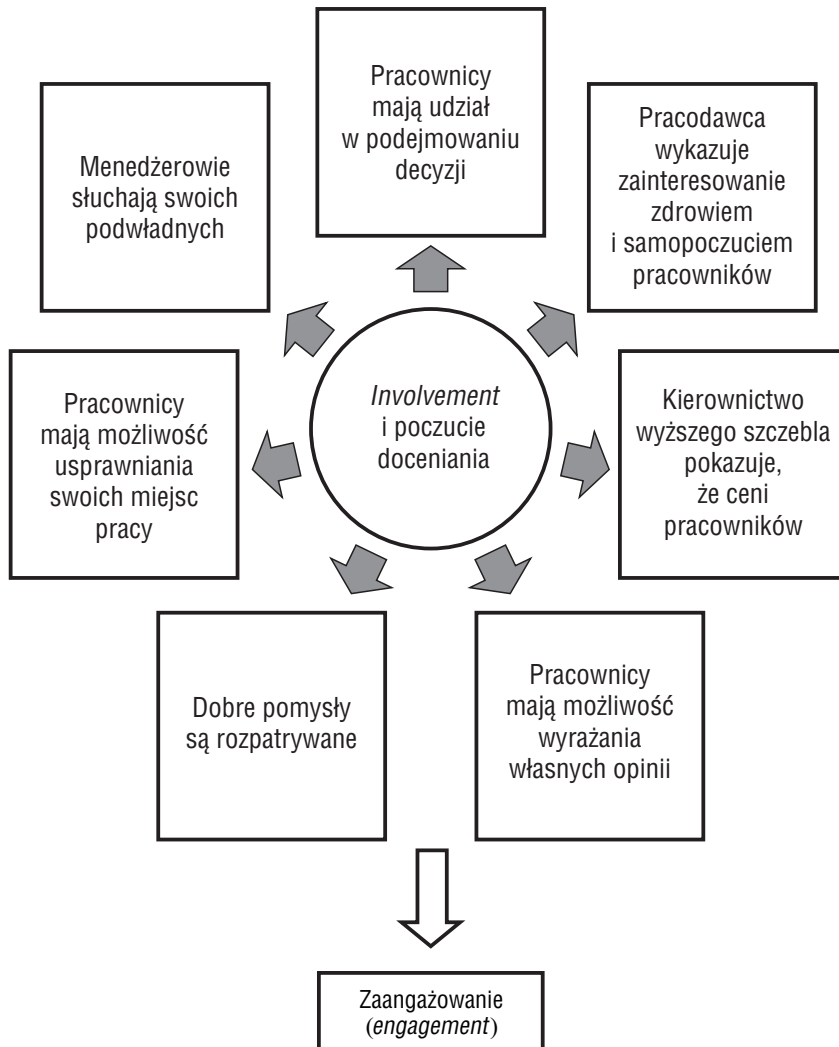 Pracownicy
mają udział
w podejmowaniu
decyzji
Menedżerowie
słuchają swoich
podwładnych
Pracodawca
wykazuje
zainteresowanie
zdrowiem
i samopoczuciem
pracowników
Pracownicy
mają możliwość
usprawniania
swoich miejsc
pracy
Involvement
i poczucie
doceniania
Kierownictwo
wyższego szczebla
pokazuje,
że ceni
pracowników
Dobre pomysły
są rozpatrywane
Pracownicy
mają możliwość
wyrażania
własnych opinii
Zaangażowanie
(engagement)